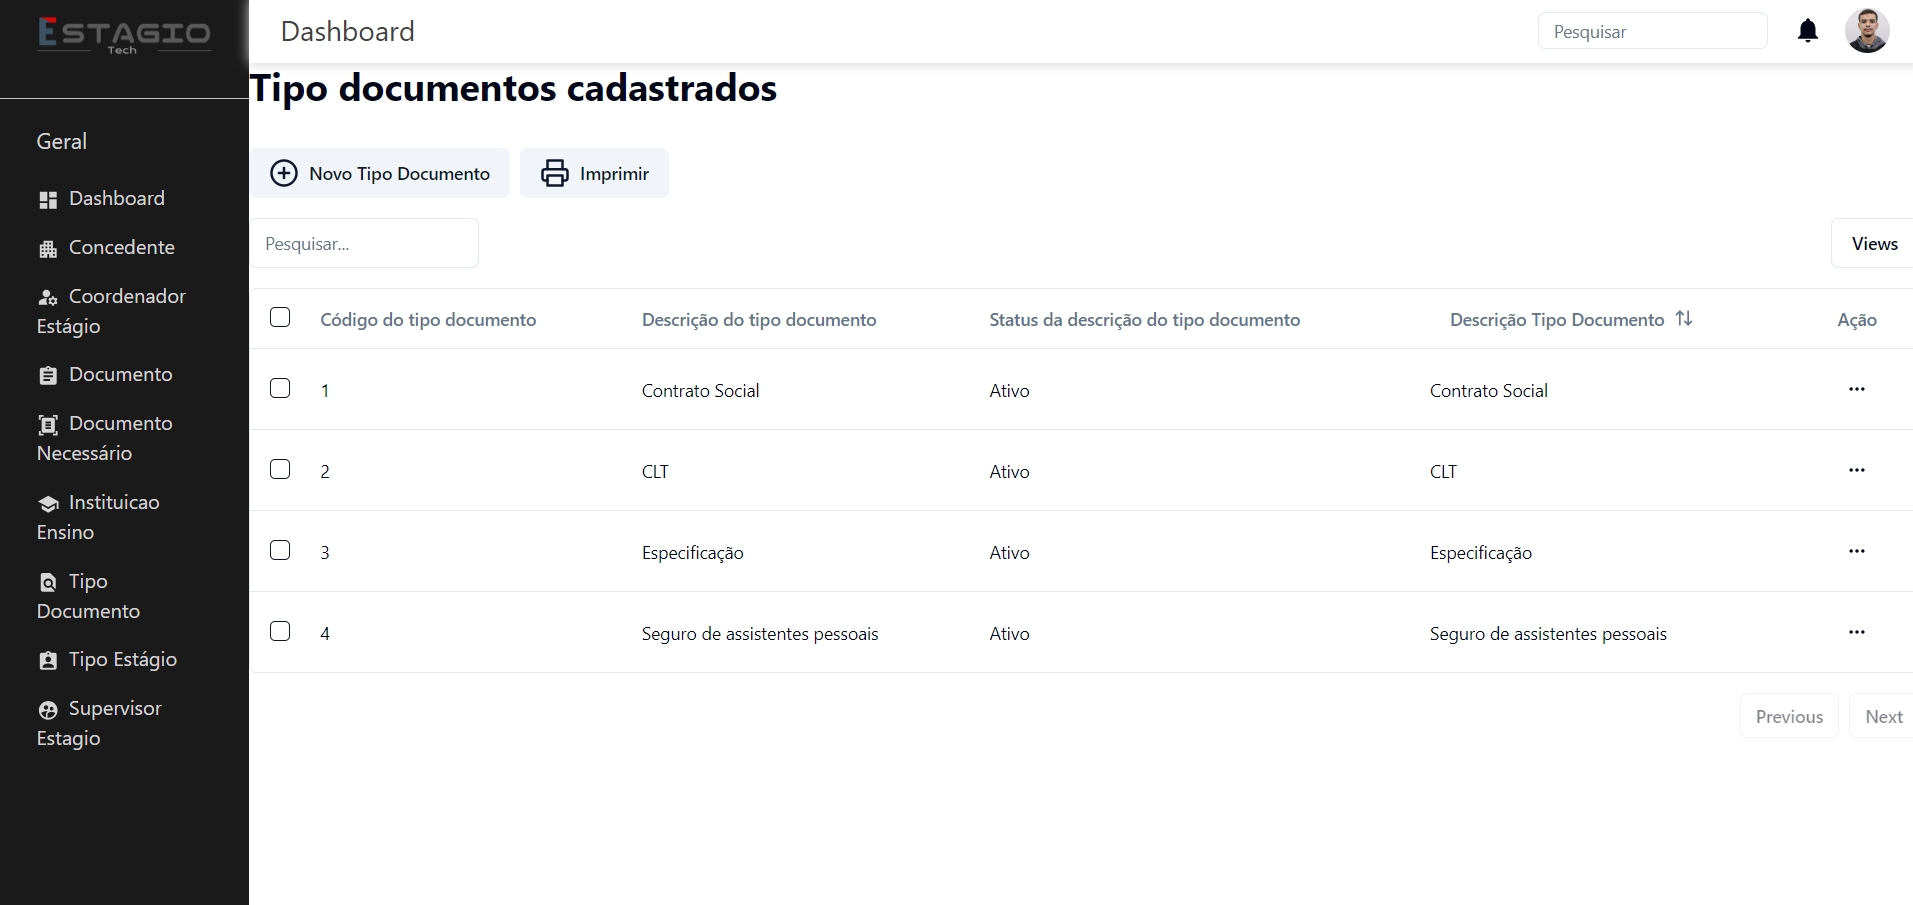 ESTAGIO
Tech
Dashboard
Pesquisar
Geral
Dashboard
Concedente
Coordenador
Estágio
Documento
Documento
Necessário
Instituicao
Ensino
Tipo
Documento
Tipo Estágio
Supervisor
Estagio
Tipo documentos cadastrados
Novo Tipo Documento
Imprimir
Pesquisar...
Views
Código do tipo documento Descrição do tipo documento Status da descrição do tipo documento Descrição Tipo Documento Ação
1 Contrato Social Ativo Contrato Social ...
2 CLT Ativo CLT ...
3 Especificação Ativo Especificação ...
4 Seguro de assistentes pessoais Ativo Seguro de assistentes pessoais ...
Previous
Next